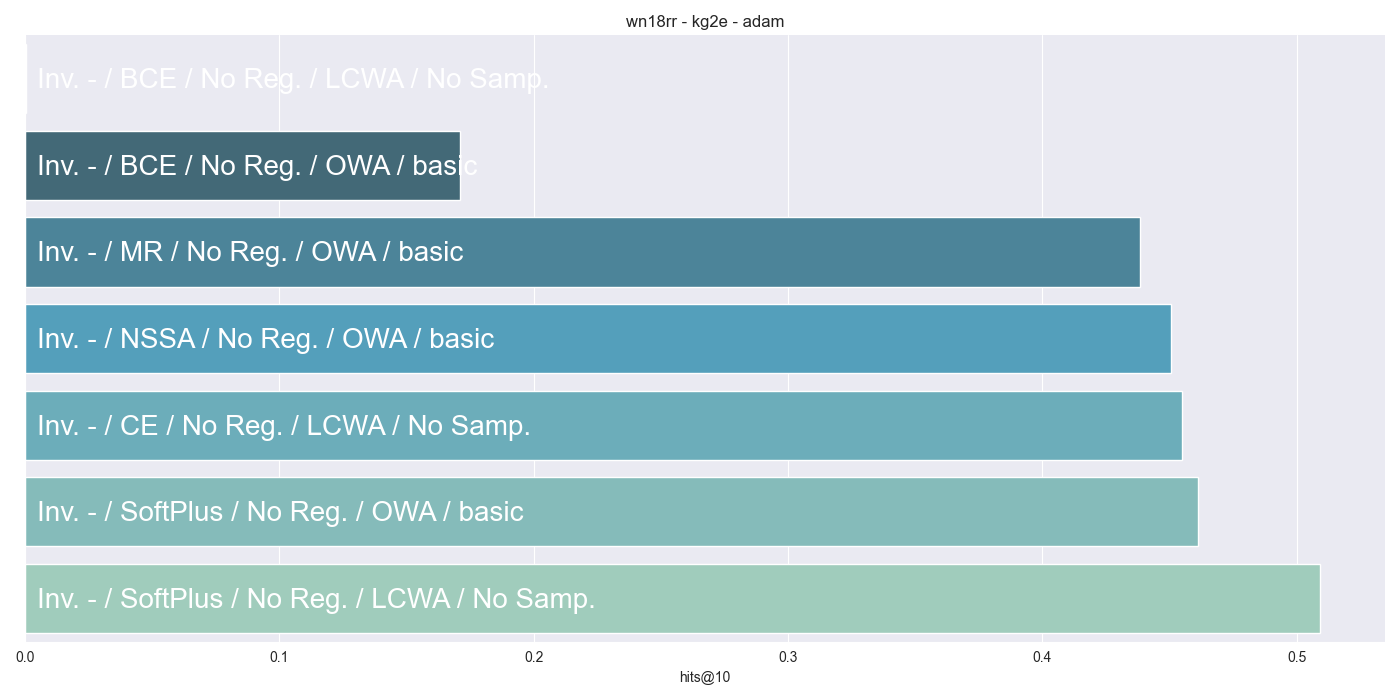 wn18rr - kg2e - adam
Inv. - / BCE / No Reg. / LCWA / No Samp.
Inv. - / BCE / No Reg. / OWA / basic
Inv. - / MR / No Reg. / OWA / basic
Inv. - / NSSA / No Reg. / OWA / basic
Inv. - / CE / No Reg. / LCWA / No Samp.
Inv. - / SoftPlus / No Reg. / OWA / basic
Inv. - / SoftPlus / No Reg. / LCWA / No Samp.
0.0 0.1 0.2 0.3 0.4 0.5
hits@10